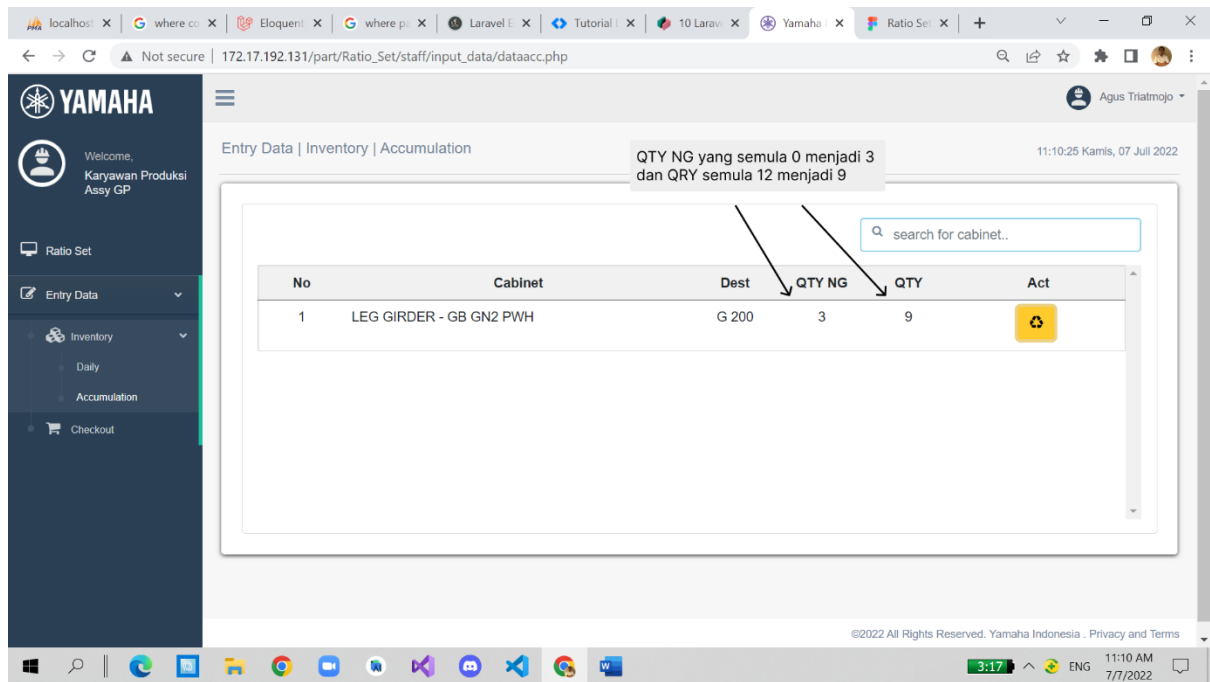 localhost
where co
Eloquent
where pa
Laravel E
Tutorial L
10 Larave
Yamaha I
Ratio Set
Not secure
172.17.192.131/part/Ratio_Set/staff/input_data/dataacc.php
YAMAHA
Agus Triatmojo
Welcome,
Karyawan Produksi
Assy GP
Entry Data | Inventory | Accumulation
QTY NG yang semula 0 menjadi 3
dan QRY semula 12 menjadi 9
11:10:25 Kamis, 07 Juli 2022
Ratio Set
Entry Data
Inventory
Daily
Accumulation
Checkout
search for cabinet..
No Cabinet Dest QTY NG QTY Act
1 LEG GIRDER - GB GN2 PWH G 200 3 9
©2022 All Rights Reserved. Yamaha Indonesia . Privacy and Terms
3:17
ENG
11:10 AM
7/7/2022